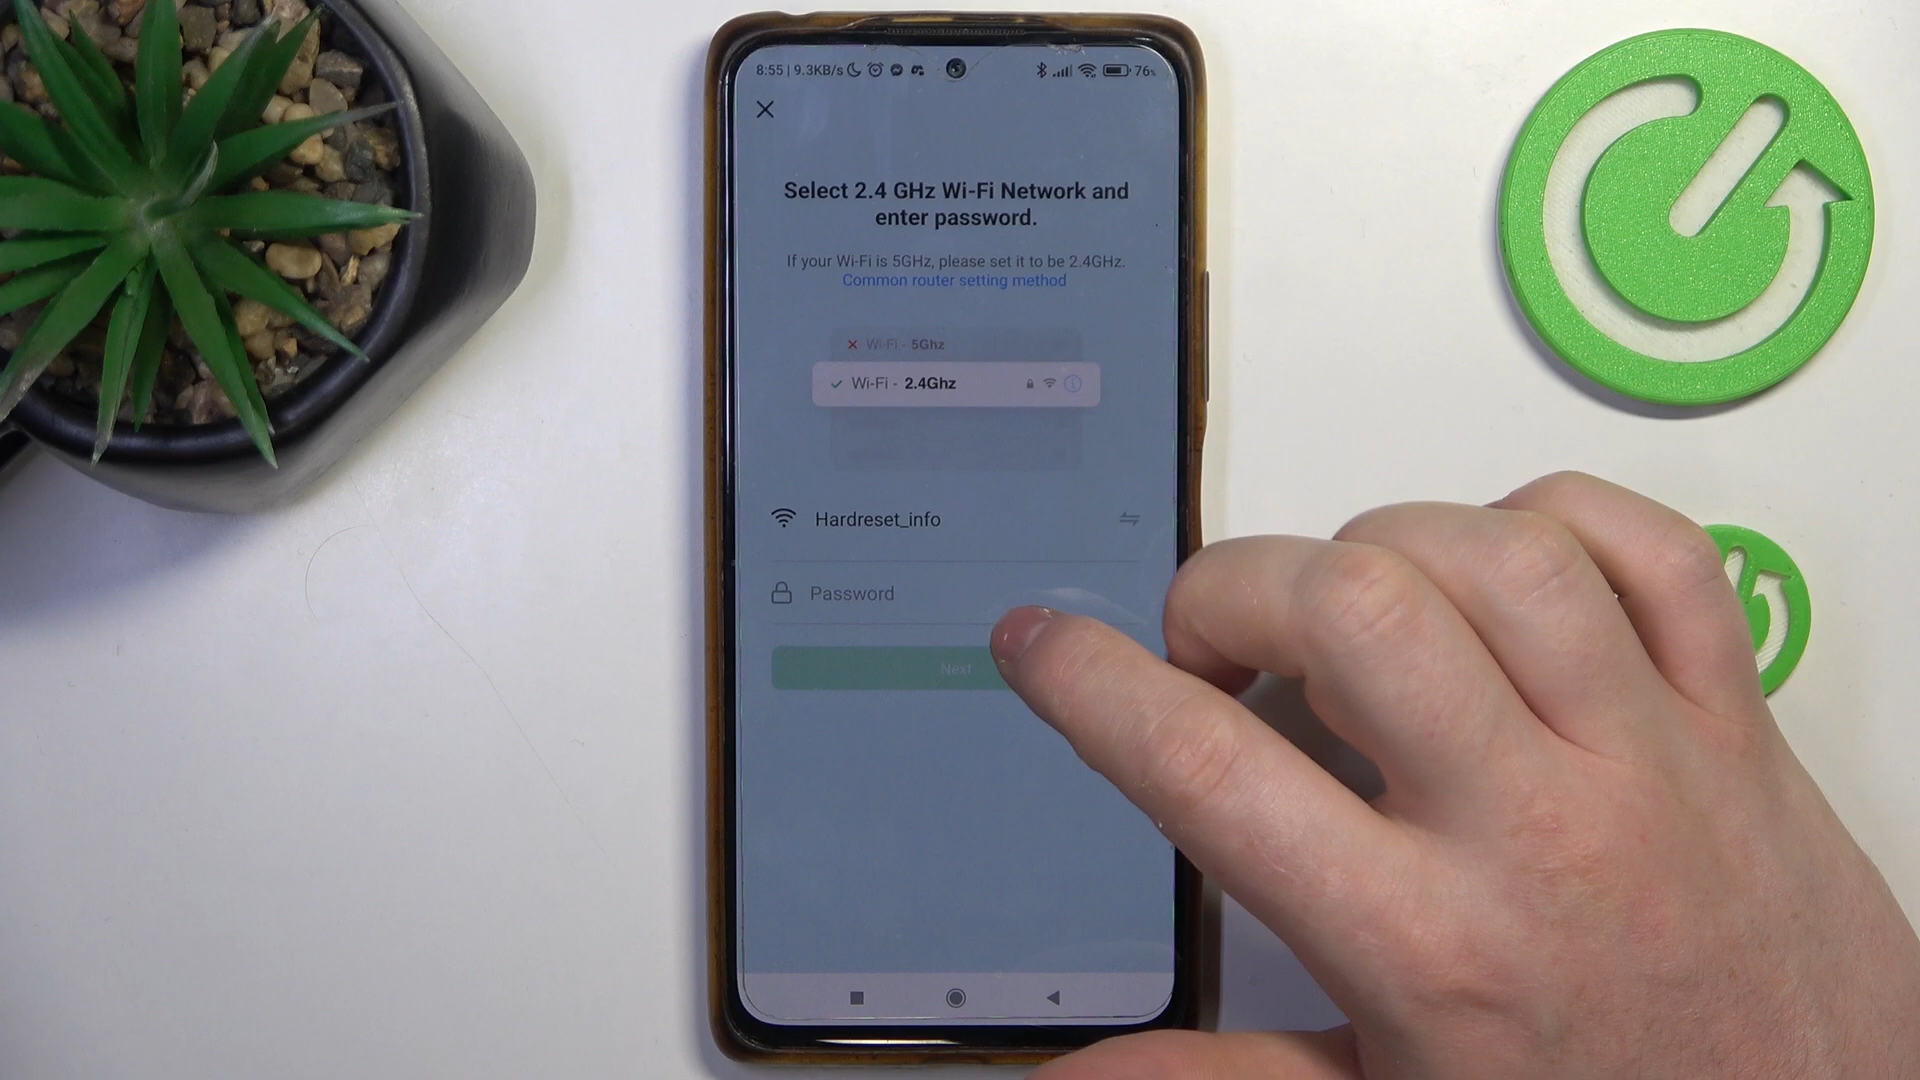 8:55 | 9.3KB/s 76%
Select 2.4 GHz Wi-Fi Network and
enter password.
If your Wi-Fi is 5GHz, please set it to be 2.4GHz.
Common router setting method
Wi-Fi - 5Ghz
Wi-Fi - 2.4Ghz
Hardreset_info
Password
Next